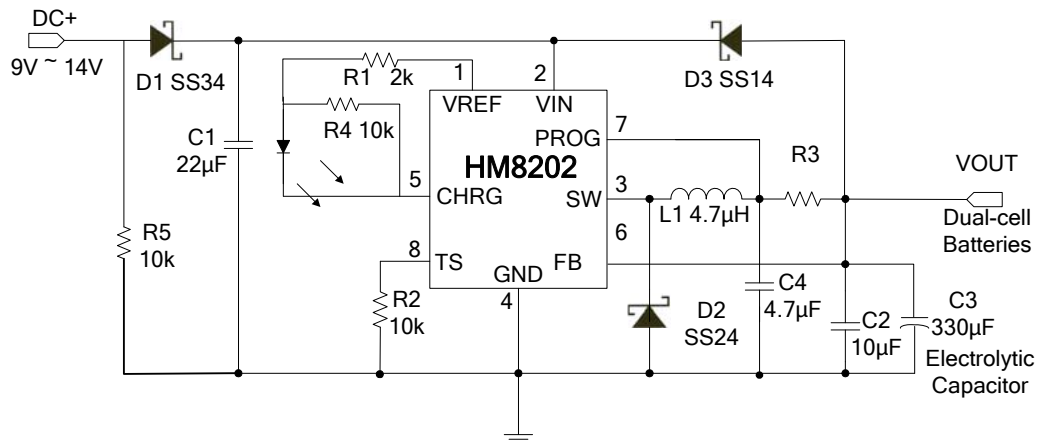 DC+
9V ~ 14V
D1 SS34
C1
22µF
R5
10k
R1 2k
R4 10k
1
2
VREF
VIN
HM8202
PROG
7
5
CHRG
SW
3
6
8
TS
FB
GND
4
R2
10k
D3 SS14
R3
L1 4.7µH
VOUT
Dual-cell
Batteries
D2
SS24
C4
4.7µF
C2
10µF
C3
330µF
Electrolytic
Capacitor